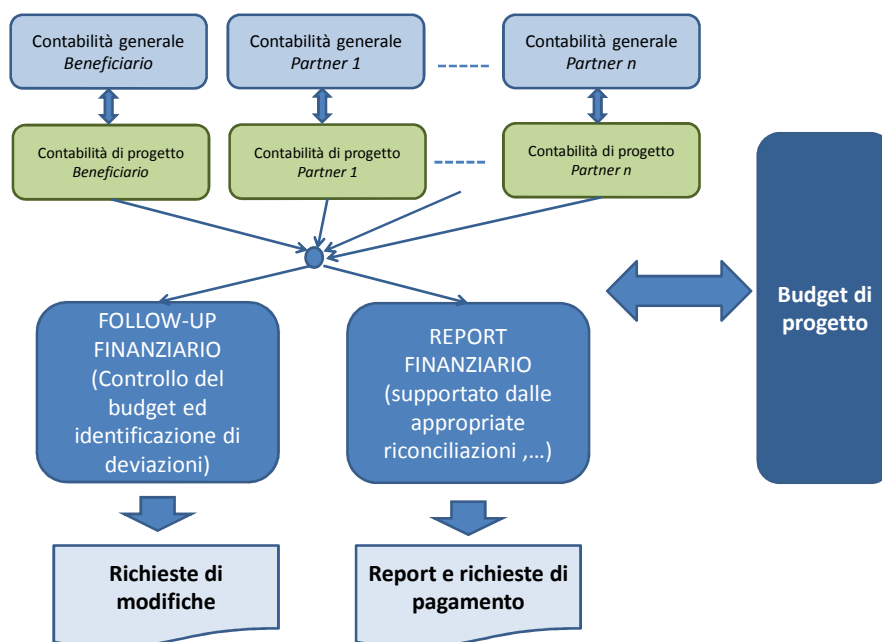 Contabilità generale
Beneficiario
Contabilità generale
Partner 1
Contabilità generale
Partner n
Contabilità di progetto
Beneficiario
Contabilità di progetto
Partner 1
Contabilità di progetto
Partner n
Budget di
progetto
FOLLOW-UP
FINANZIARIO
(Controllo del
budget ed
identificazione di
deviazioni)
REPORT
FINANZIARIO
(supportato dalle
appropriate
riconciliazioni ,...)
Richieste di
modifiche
Report e richieste di
pagamento